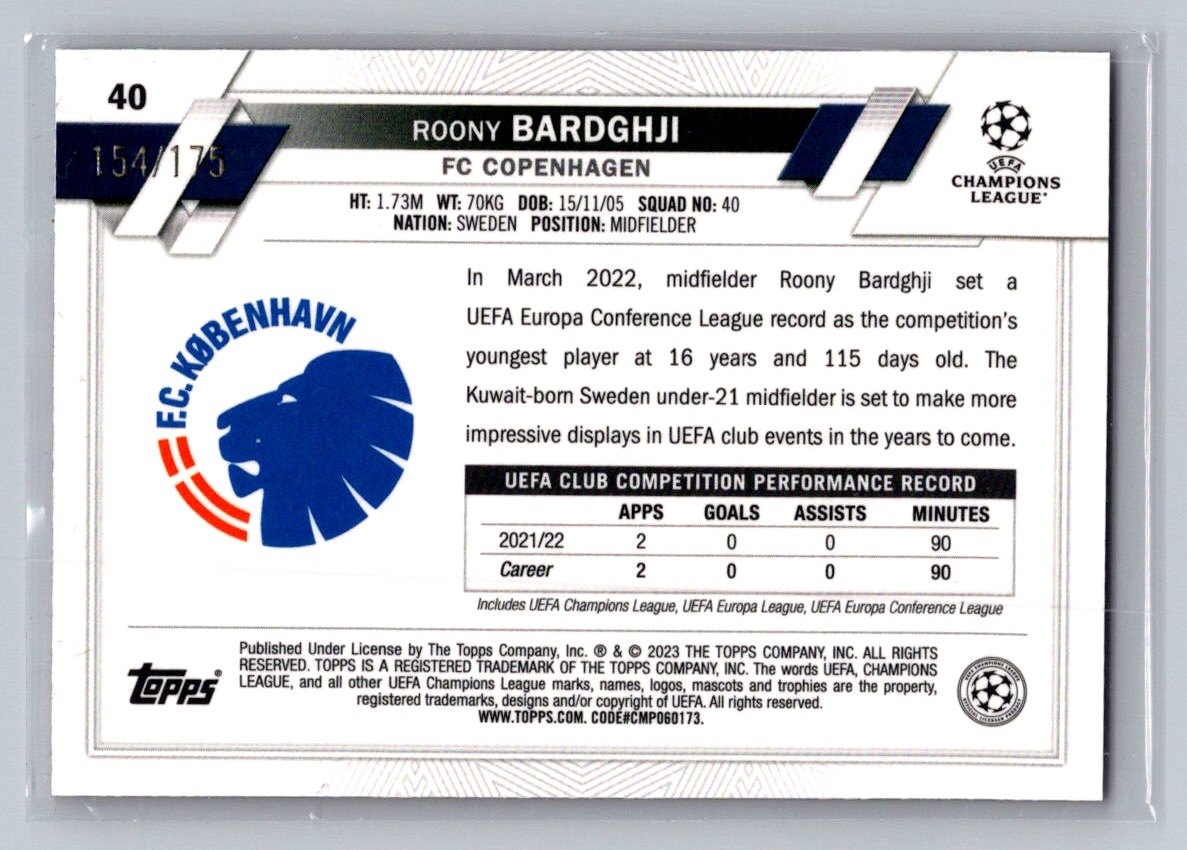 40
154/175
ROONY BARDGHJI
FC COPENHAGEN
HT: 1.73M WT: 70KG DOB: 15/11/05 SQUAD NO: 40
NATION: SWEDEN POSITION: MIDFIELDER
UEFA
CHAMPIONS
LEAGUE
F.C. KØBENHAVN
In March 2022, midfielder Roony Bardghji set a
UEFA Europa Conference League record as the competition's
youngest player at 16 years and 115 days old. The
Kuwait-born Sweden under-21 midfielder is set to make more
impressive displays in UEFA club events in the years to come.
UEFA CLUB COMPETITION PERFORMANCE RECORD
APPS GOALS ASSISTS MINUTES
2021/22 2 0 0 90
Career 2 0 0 90
Includes UEFA Champions League, UEFA Europa League, UEFA Europa Conference League
Topps®
Published Under License by The Topps Company, Inc. ® & © 2023 THE TOPPS COMPANY, INC. ALL RIGHTS
RESERVED. TOPPS IS A REGISTERED TRADEMARK OF THE TOPPS COMPANY, INC. The words UEFA, CHAMPIONS
LEAGUE, and all other UEFA Champions League marks, names, logos, mascots and trophies are the property,
registered trademarks, designs and/or copyright of UEFA. All rights reserved.
WWW.TOPPS.COM. CODE#CMP060173.